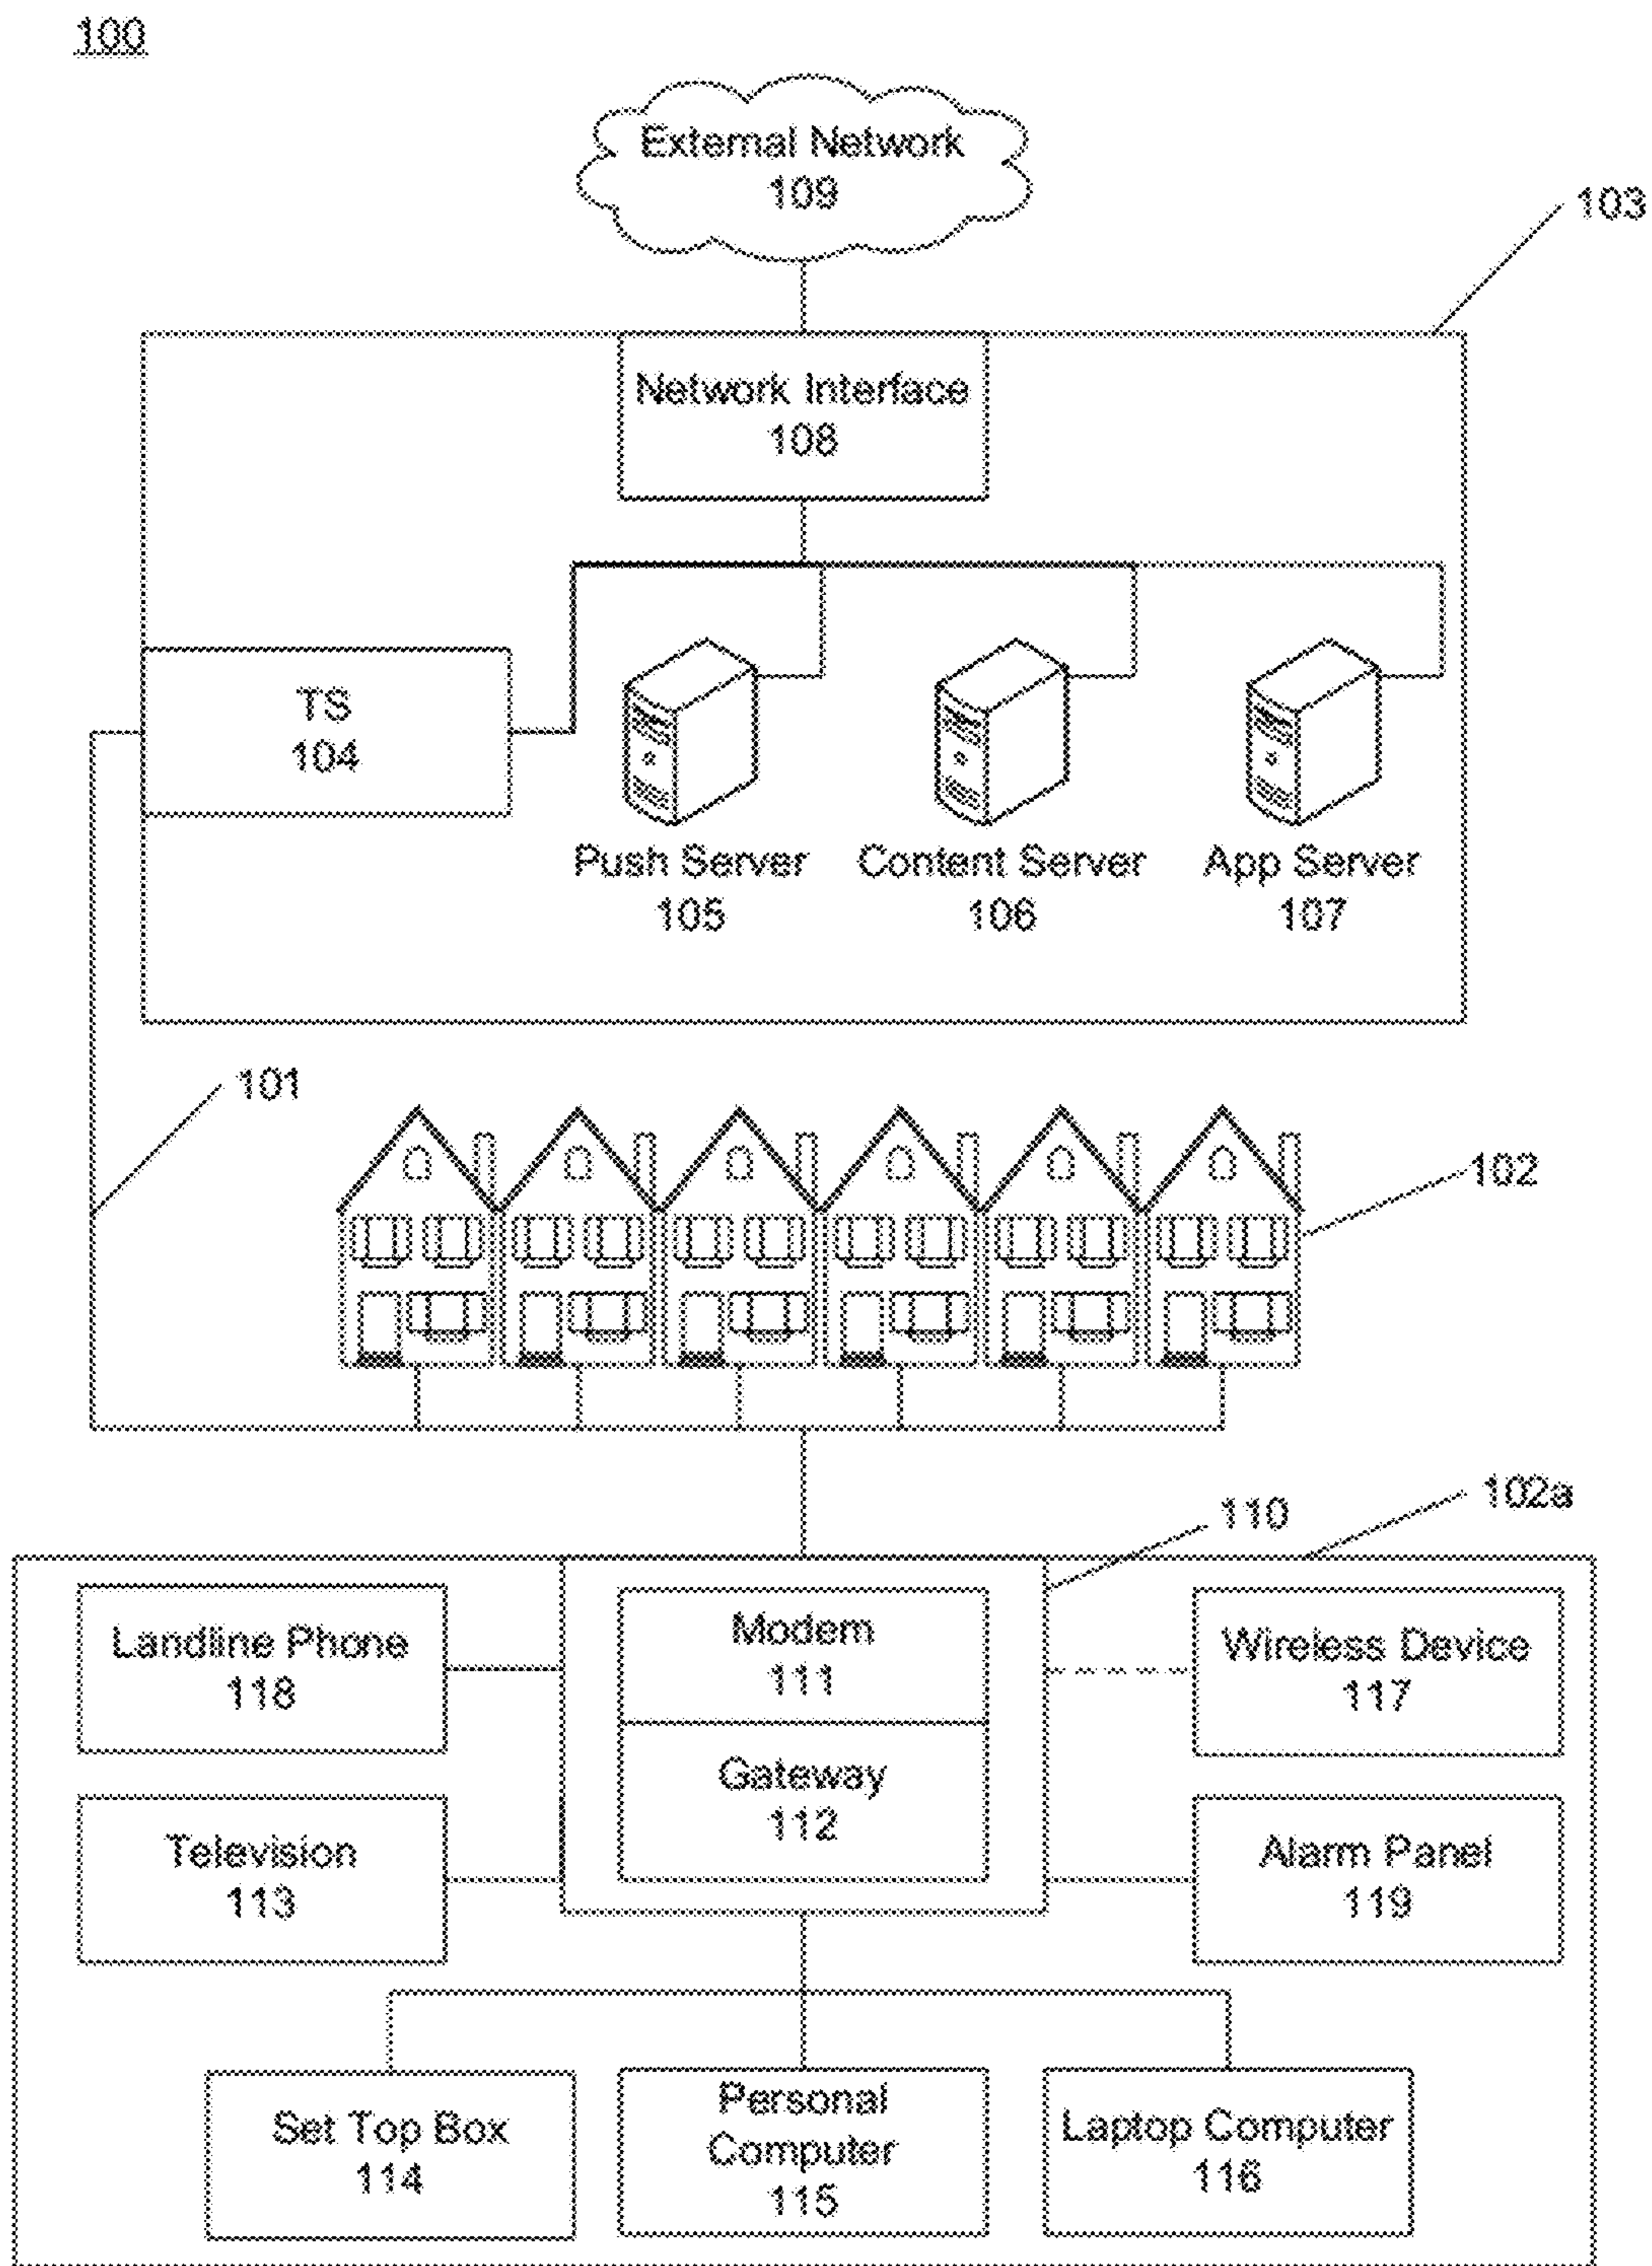 100
External Network
109
103
Network Interface
108
TS
104
Push Server
105
Content Server
106
App Server
107
101
102
102a
110
Landline Phone
118
Modem
111
Wireless Device
117
Gateway
112
Television
113
Alarm Panel
119
Set Top Box
114
Personal
Computer
115
Laptop Computer
116